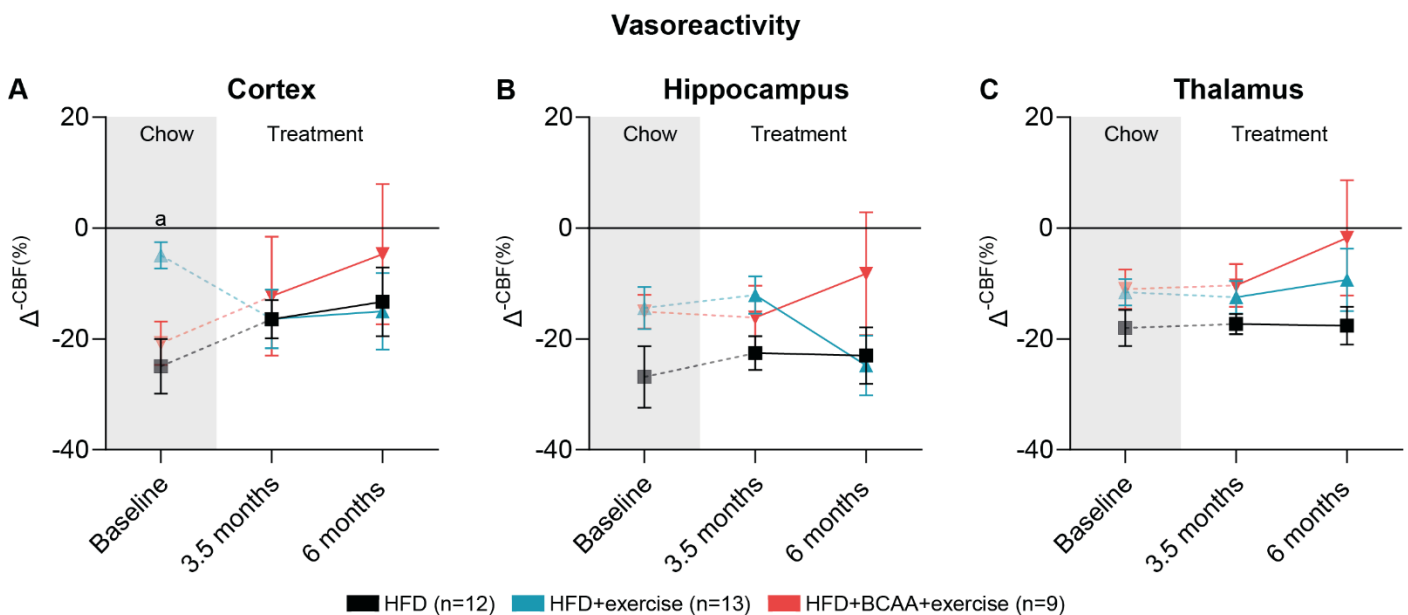 Vasoreactivity
A Cortex
Chow Treatment
20
0
-20
-40
Δ-CBF(%)
a
Baseline
3.5 months
6 months
B Hippocampus
Chow Treatment
20
0
-20
-40
Δ-CBF(%)
Baseline
3.5 months
6 months
C Thalamus
Chow Treatment
20
0
-20
-40
Δ-CBF(%)
Baseline
3.5 months
6 months
HFD (n=12) HFD+exercise (n=13) HFD+BCAA+exercise (n=9)